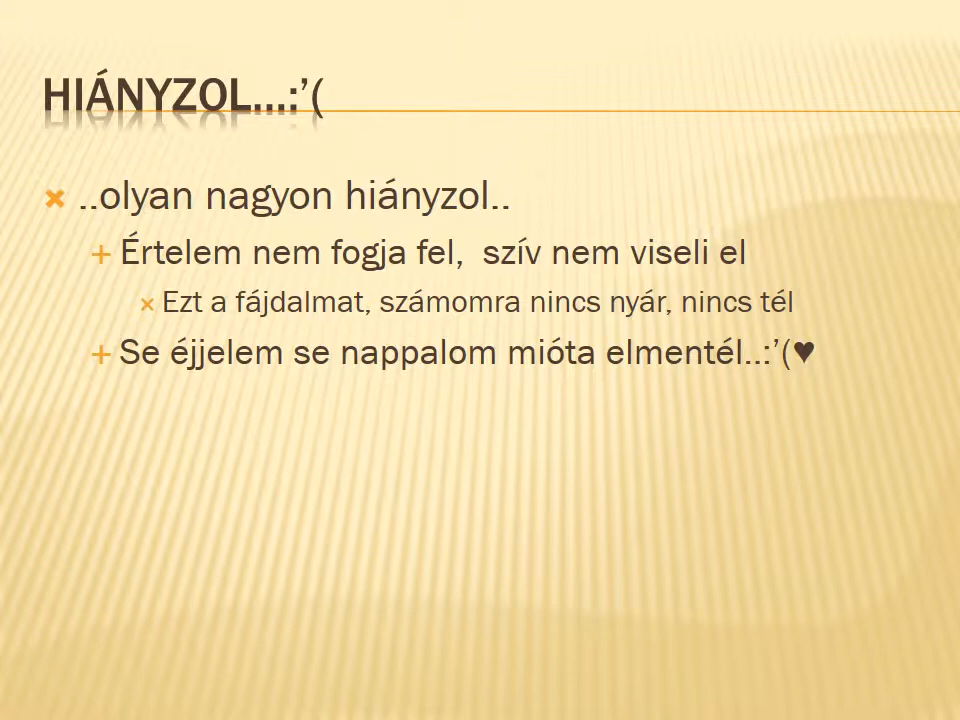 HIÁNYZOL...:’(
..olyan nagyon hiányzol..
Értelem nem fogja fel,  szív nem viseli el
Ezt a fájdalmat, számomra nincs nyár, nincs tél
Se éjjelem se nappalom mióta elmentél..:’(♥